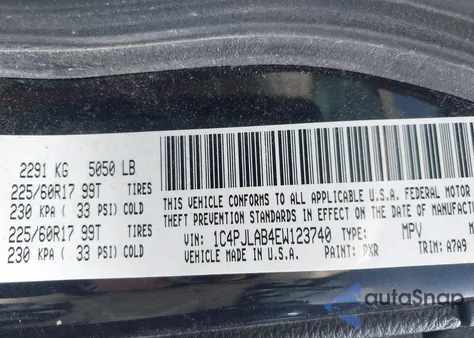 2291 KG 5050 LB
225/60R17 99T TIRES
230 KPA ( 33 PSI) COLD
225/60R17 99T TIRES
230 KPA ( 33 PSI) COLD
THIS VEHICLE CONFORMS TO ALL APPLICABLE U.S.A. FEDERAL MOTOR
THEFT PREVENTION STANDARDS IN EFFECT ON THE DATE OF MANUFACTU
VIN: 1C4PJLAB4EW123740 TYPE: MPV
VEHICLE MADE IN U.S.A. PAINT: PXR TRIM: A7A9
autoSnap